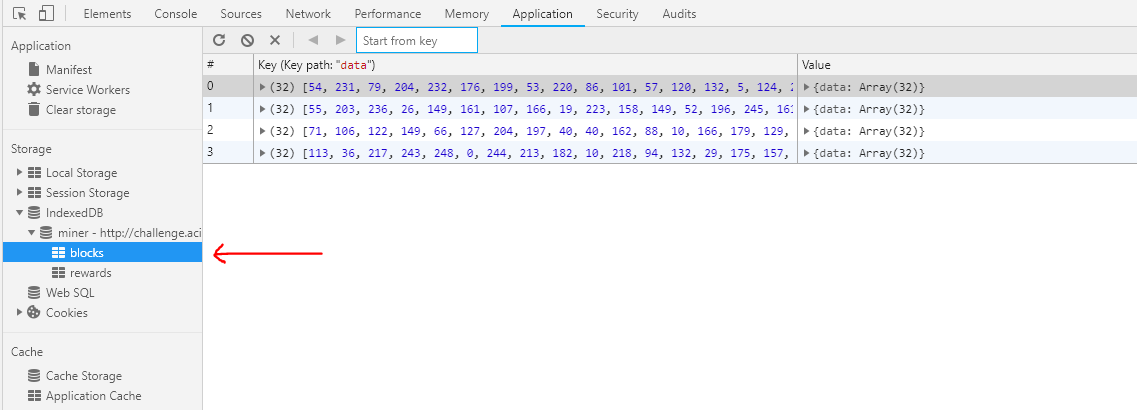 Elements Console Sources Network Performance Memory Application Security Audits
Application
Manifest
Service Workers
Clear storage
Storage
Local Storage
Session Storage
IndexedDB
miner - http://challenge.aci
blocks
rewards
Web SQL
Cookies
Cache
Cache Storage
Application Cache
Start from key
# Key (Key path: "data") Value
0 (32) [54, 231, 79, 204, 232, 176, 199, 53, 220, 86, 101, 57, 120, 132, 5, 124, {data: Array(32)}
1 (32) [55, 203, 236, 26, 149, 161, 107, 166, 19, 223, 158, 149, 52, 196, 245, 161 {data: Array(32)}
2 (32) [71, 106, 122, 149, 66, 127, 204, 197, 40, 40, 162, 88, 10, 166, 179, 129, {data: Array(32)}
3 (32) [113, 36, 217, 243, 248, 0, 244, 213, 182, 10, 218, 94, 132, 29, 175, 157, {data: Array(32)}